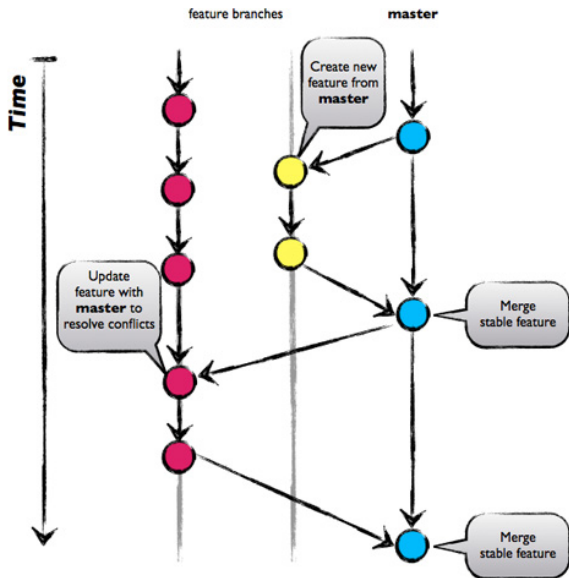 feature branches
master
Time
Create new
feature from
master
Update
feature with
master to
resolve conflicts
Merge
stable feature
Merge
stable feature